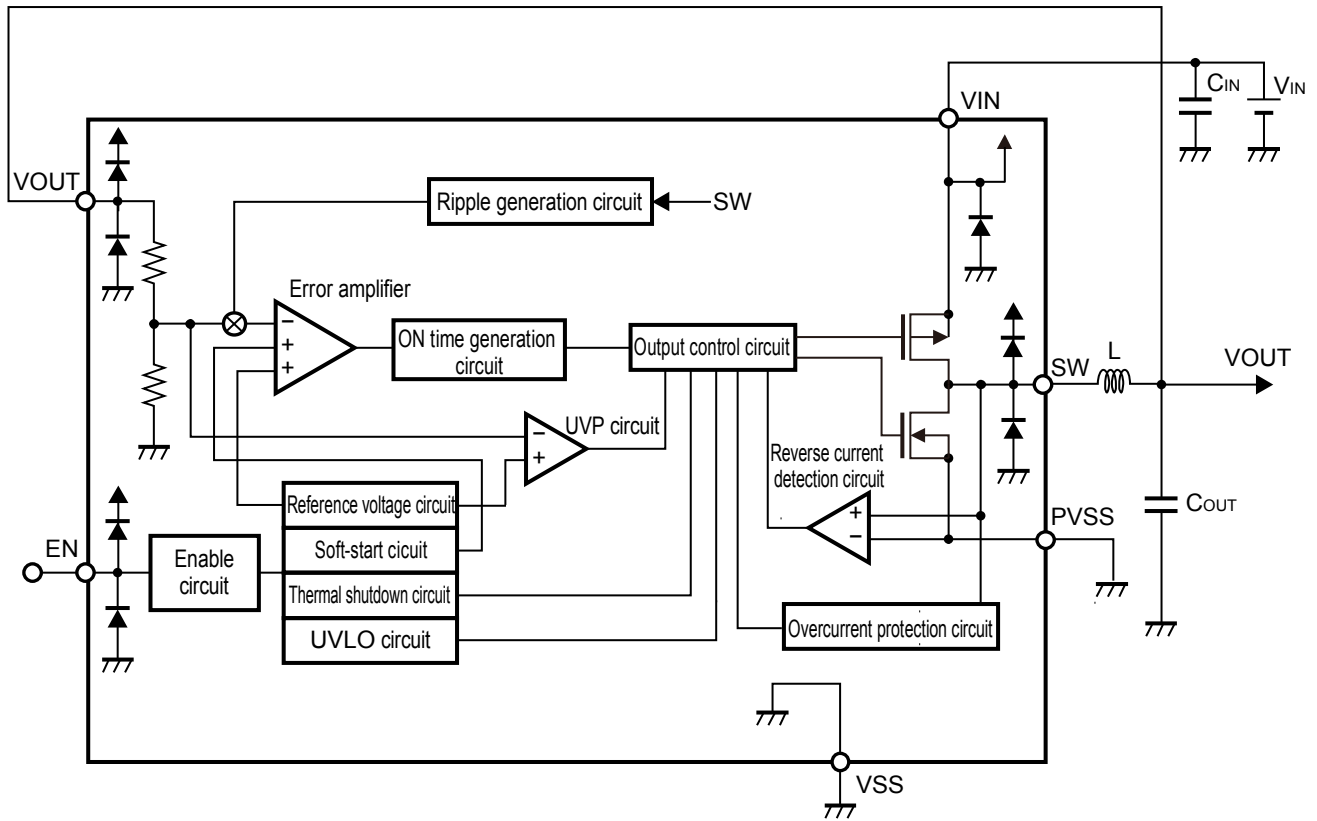 CIN
VIN
VIN
VOUT
Ripple generation circuit
SW
Error amplifier
−
+
+
ON time generation
circuit
Output control circuit
SW
L
VOUT
UVP circuit
−
+
Reverse current
detection circuit
+
−
Reference voltage circuit
Soft-start cicuit
Thermal shutdown circuit
UVLO circuit
EN
Enable
circuit
PVSS
COUT
Overcurrent protection circuit
VSS